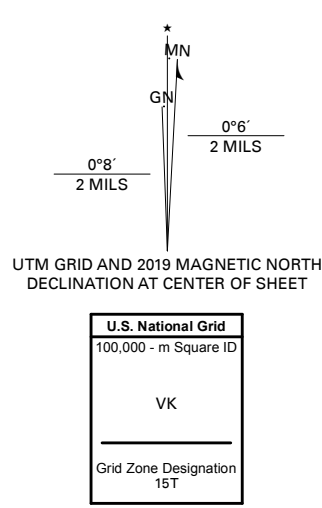 ★
MN
GN
0°6´
2 MILS
0°8´
2 MILS
UTM GRID AND 2019 MAGNETIC NORTH
DECLINATION AT CENTER OF SHEET
U.S. National Grid
100,000 - m Square ID
VK
Grid Zone Designation
15T